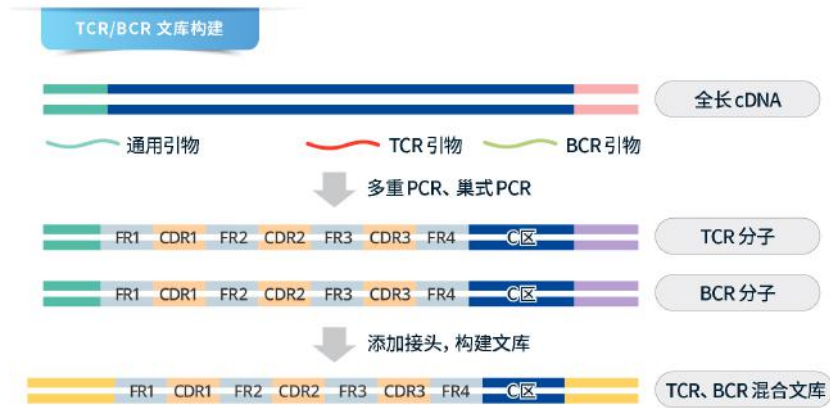 TCR/BCR 文库构建
全长cDNA
通用引物 TCR引物 BCR引物
多重PCR、巢式PCR
FR1 CDR1 FR2 CDR2 FR3 CDR3 FR4 C区 TCR分子
FR1 CDR1 FR2 CDR2 FR3 CDR3 FR4 C区 BCR分子
添加接头，构建文库
FR1 CDR1 FR2 CDR2 FR3 CDR3 FR4 C区 TCR、BCR混合文库